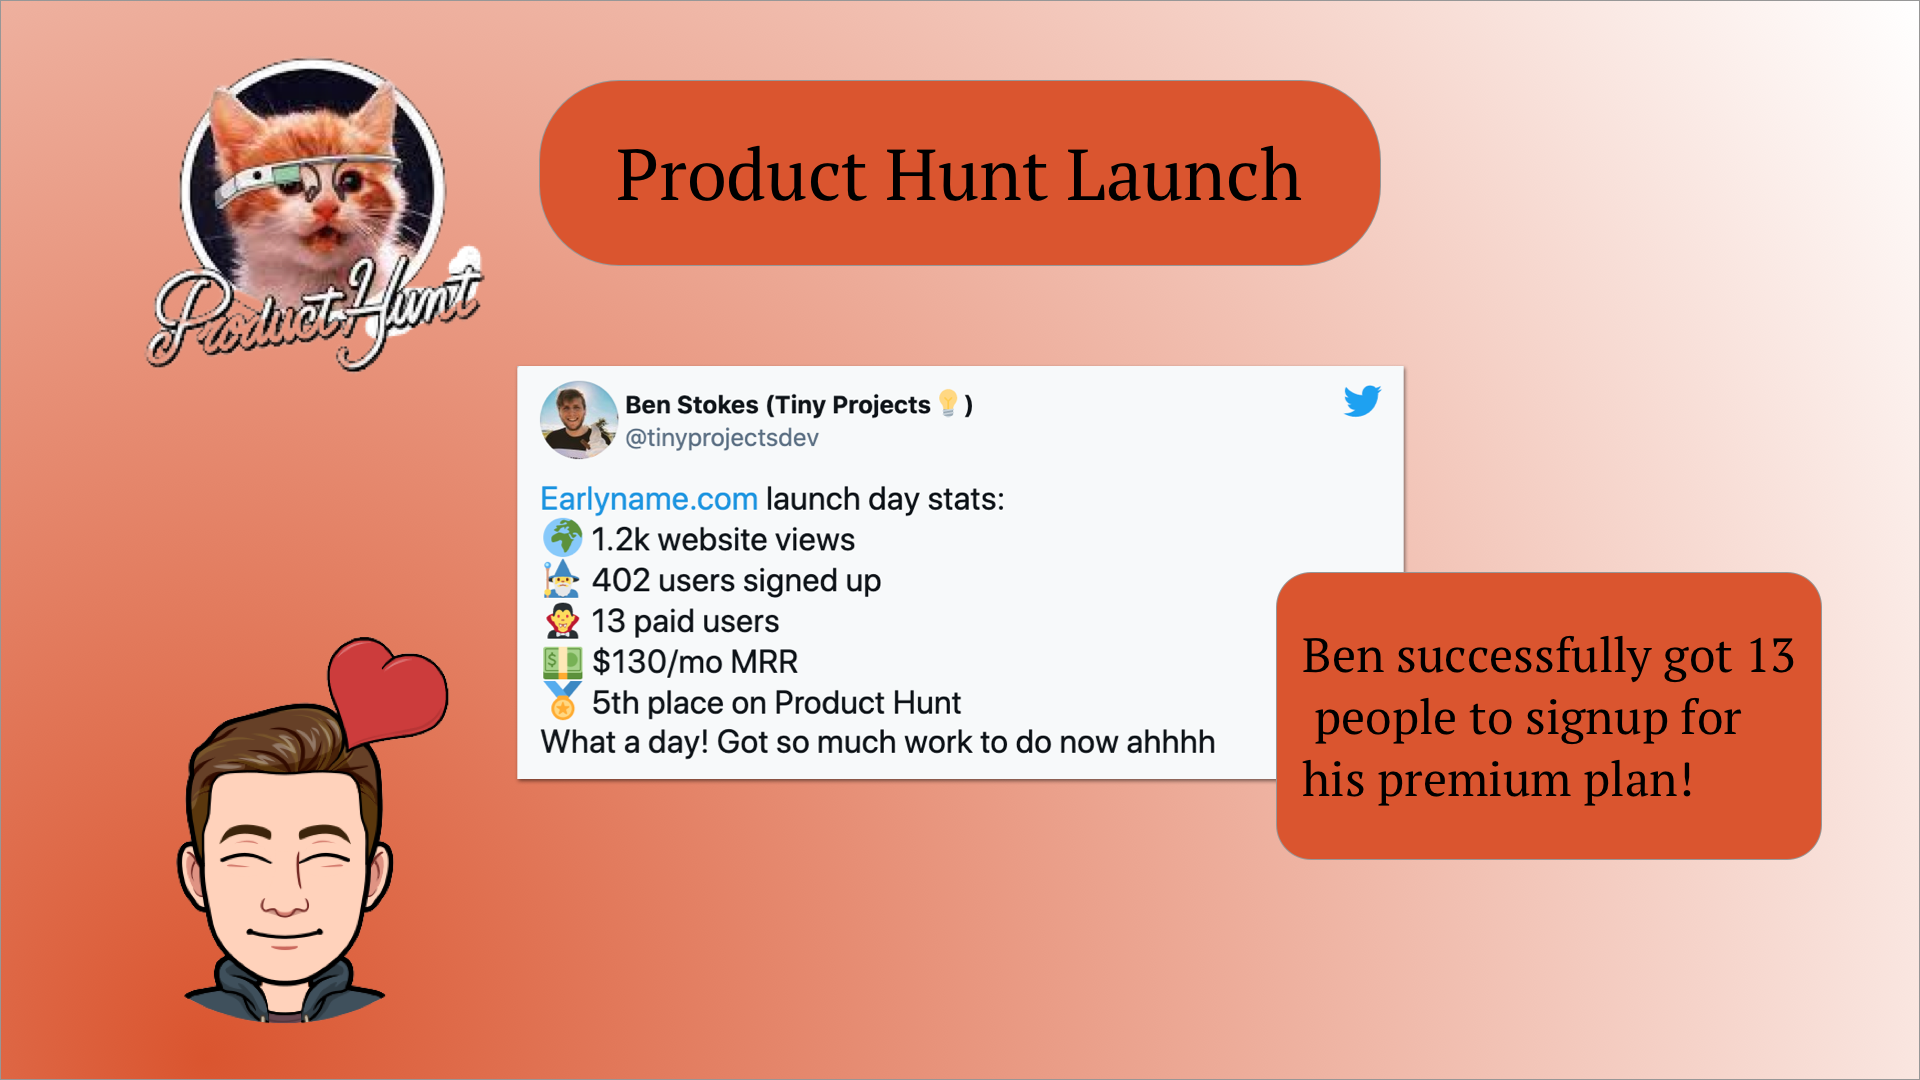 Product Hunt
Product Hunt Launch
Ben Stokes (Tiny Projects 💡)
@tinyprojectsdev
Earlyname.com launch day stats:
🌍 1.2k website views
🧙‍♂️ 402 users signed up
🧛‍♂️ 13 paid users
💵 $130/mo MRR
🏅 5th place on Product Hunt
What a day! Got so much work to do now ahhhh
Ben successfully got 13
people to signup for
his premium plan!